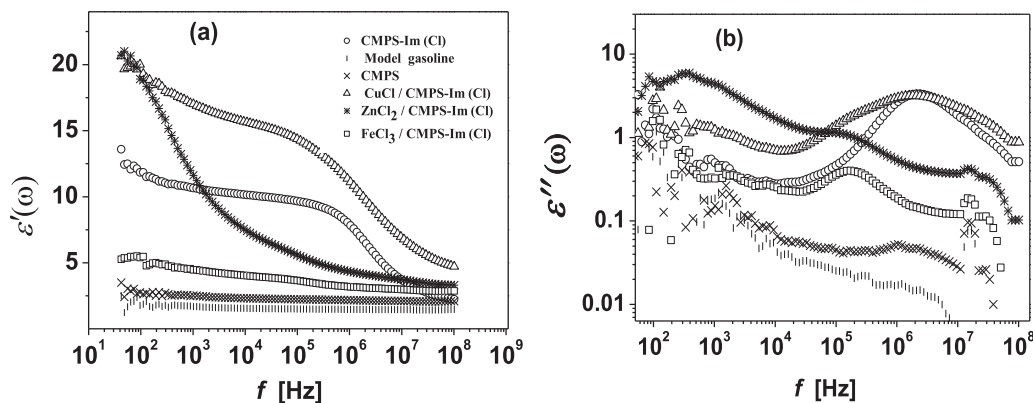 (a)
CMPS-Im (Cl)
Model gasoline
CMPS
CuCl / CMPS-Im (Cl)
ZnCl2 / CMPS-Im (Cl)
FeCl3 / CMPS-Im (Cl)
20
15
10
5
ε′(ω)
10^1 10^2 10^3 10^4 10^5 10^6 10^7 10^8 10^9
f [Hz]
(b)
10
1
0.1
0.01
ε′′(ω)
10^2 10^3 10^4 10^5 10^6 10^7 10^8
f [Hz]